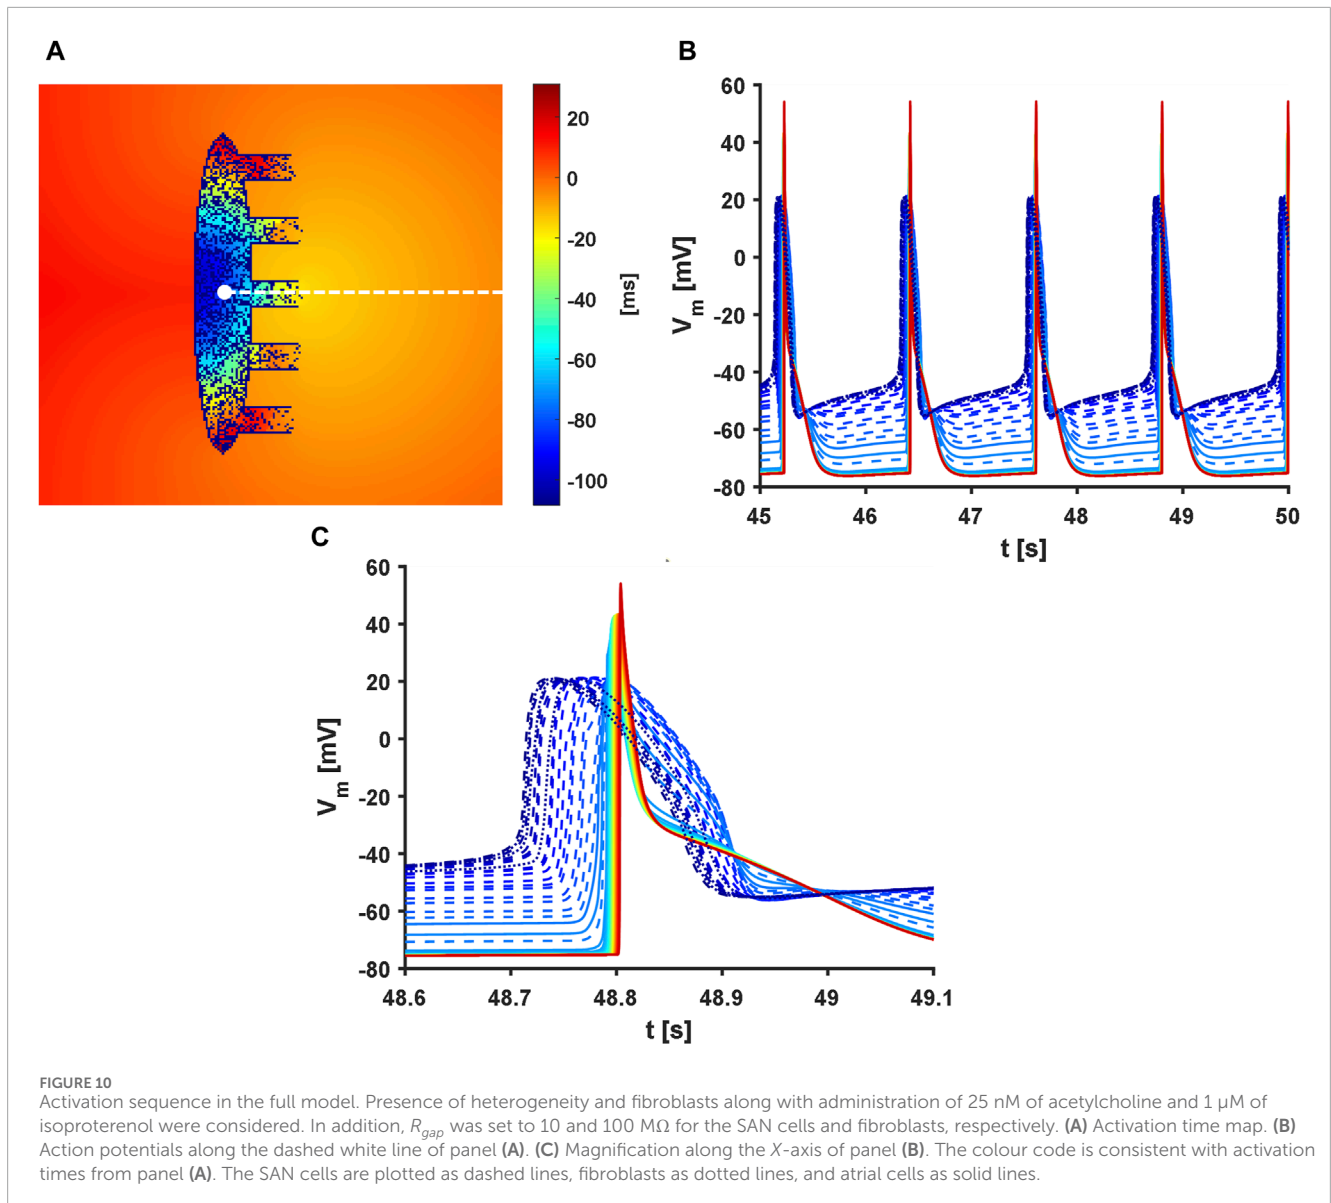 A
20
0
-20
-40
-60
-80
-100
[ms]
B
60
40
20
0
-20
-40
-60
-80
V_m [mV]
45 46 47 48 49 50
t [s]
C
60
40
20
0
-20
-40
-60
-80
V_m [mV]
48.6 48.7 48.8 48.9 49 49.1
t [s]
FIGURE 10
Activation sequence in the full model. Presence of heterogeneity and fibroblasts along with administration of 25 nM of acetylcholine and 1 µM of
isoproterenol were considered. In addition, R_gap was set to 10 and 100 MΩ for the SAN cells and fibroblasts, respectively. (A) Activation time map. (B)
Action potentials along the dashed white line of panel (A). (C) Magnification along the X-axis of panel (B). The colour code is consistent with activation
times from panel (A). The SAN cells are plotted as dashed lines, fibroblasts as dotted lines, and atrial cells as solid lines.